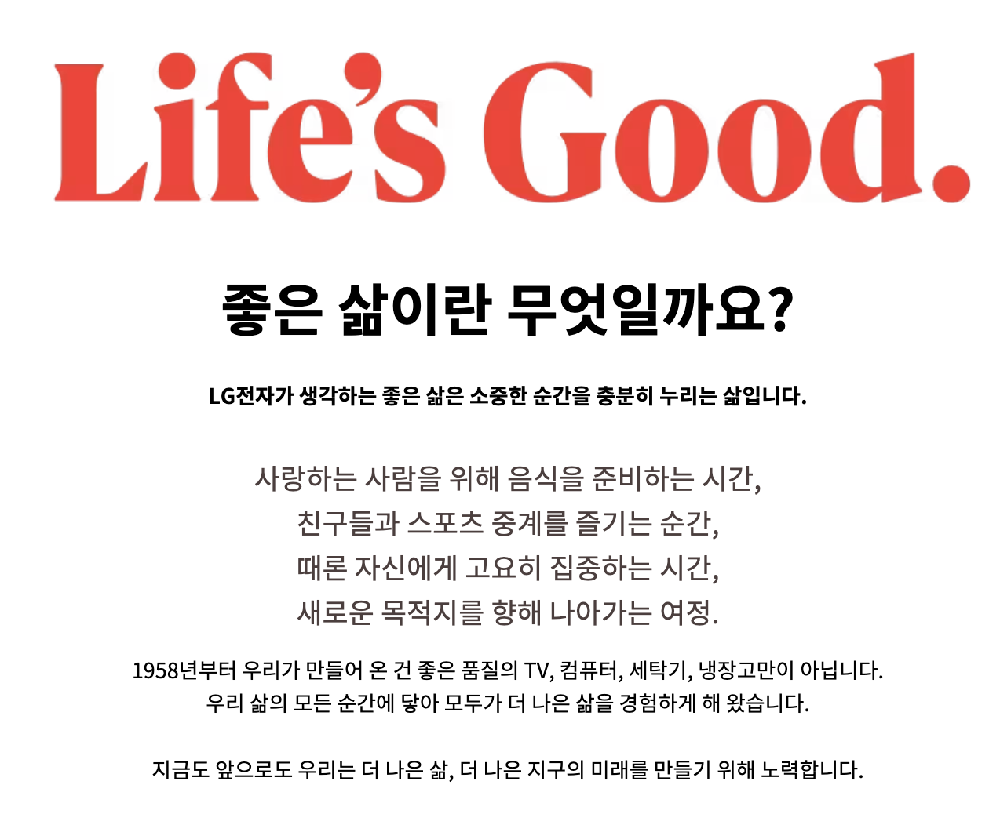 Life’s Good.
좋은 삶이란 무엇일까요?
LG전자가 생각하는 좋은 삶은 소중한 순간을 충분히 누리는 삶입니다.
사랑하는 사람을 위해 음식을 준비하는 시간,
친구들과 스포츠 중계를 즐기는 순간,
때론 자신에게 고요히 집중하는 시간,
새로운 목적지를 향해 나아가는 여정.
1958년부터 우리가 만들어 온 건 좋은 품질의 TV, 컴퓨터, 세탁기, 냉장고만이 아닙니다.
우리 삶의 모든 순간에 닿아 모두가 더 나은 삶을 경험하게 해 왔습니다.
지금도 앞으로도 우리는 더 나은 삶, 더 나은 지구의 미래를 만들기 위해 노력합니다.